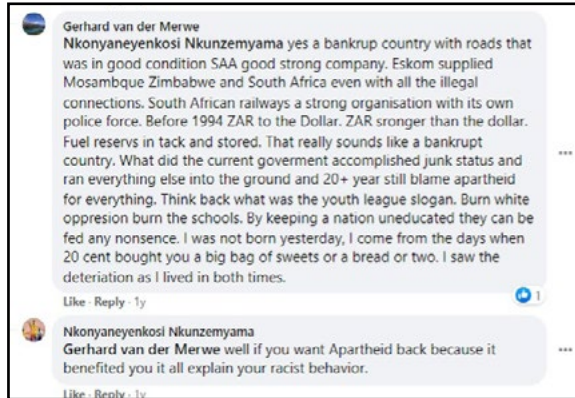 Gerhard van der Merwe
Nkonyaneyenkosi Nkunzemyama yes a bankrup country with roads that
was in good condition SAA good strong company. Eskom supplied
Mosambque Zimbabwe and South Africa even with all the illegal
connections. South African railways a strong organisation with its own
police force. Before 1994 ZAR to the Dollar. ZAR sronger than the dollar.
Fuel reservs in tack and stored. That really sounds like a bankrupt
country. What did the current goverment accomplished junk status and
ran everything else into the ground and 20+ year still blame apartheid
for everything. Think back what was the youth league slogan. Burn white
oppresion burn the schools. By keeping a nation uneducated they can be
fed any nonsence. I was not born yesterday, I come from the days when
20 cent bought you a big bag of sweets or a bread or two. I saw the
deteriation as I lived in both times.
Like · Reply · 1y
1
Nkonyaneyenkosi Nkunzemyama
Gerhard van der Merwe well if you want Apartheid back because it
benefited you it all explain your racist behavior.
Like · Reply · 1y